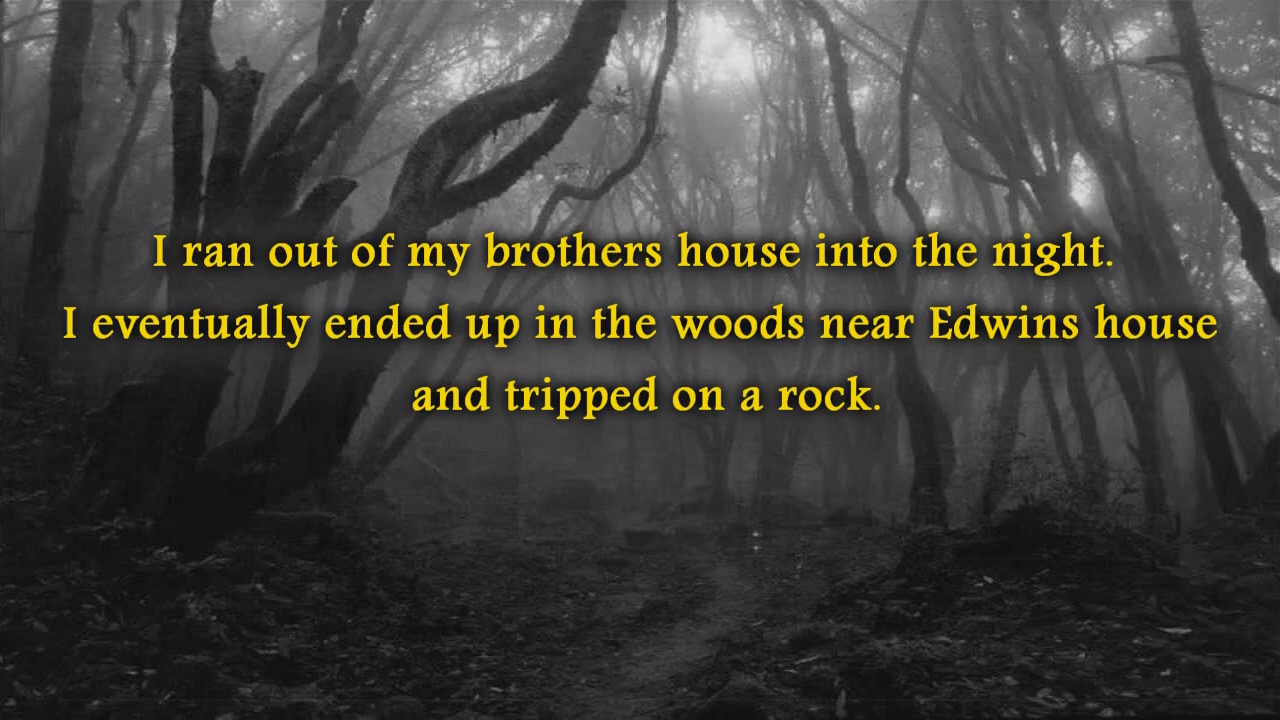 I ran out of my brothers house into the night.
I eventually ended up in the woods near Edwins house
and tripped on a rock.